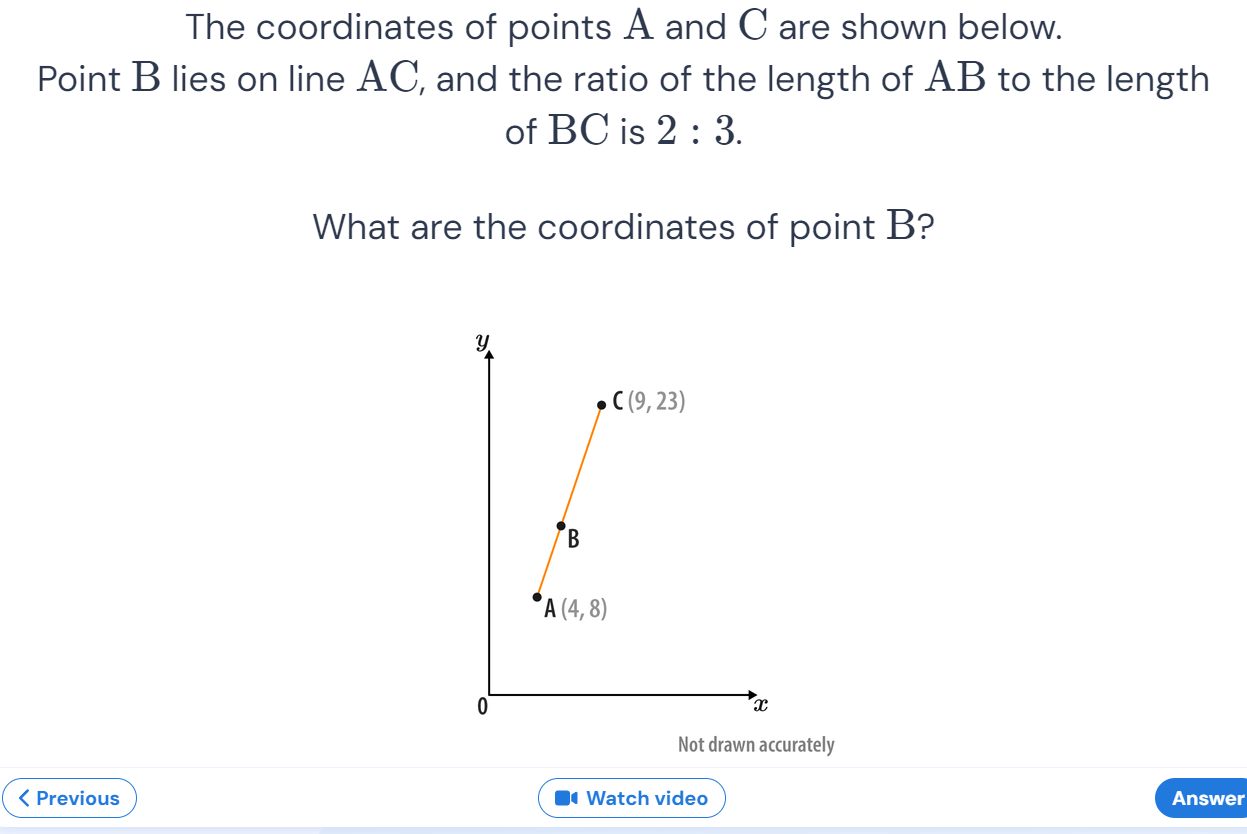 The coordinates of points A and C are shown below.
Point B lies on line AC, and the ratio of the length of AB to the length
of BC is 2 : 3.
What are the coordinates of point B?
y
C (9, 23)
B
A (4, 8)
0
x
Not drawn accurately
Previous
Watch video
Answer